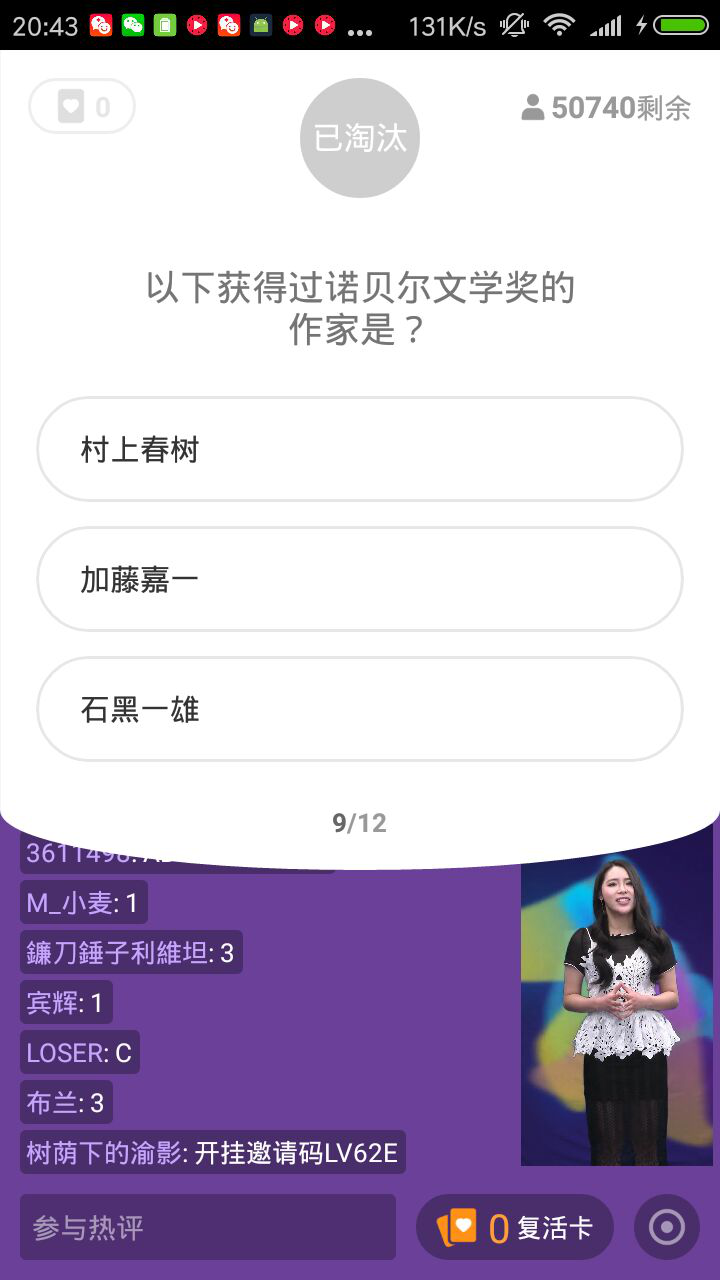 20:43
131K/s
0
已淘汰
50740剩余
以下获得过诺贝尔文学奖的
作家是？
村上春树
加藤嘉一
石黑一雄
9/12
M_小麦: 1
鐮刀錘子利維坦: 3
宾辉: 1
LOSER: C
布兰: 3
树荫下的渝影: 开挂邀请码LV62E
参与热评
0 复活卡